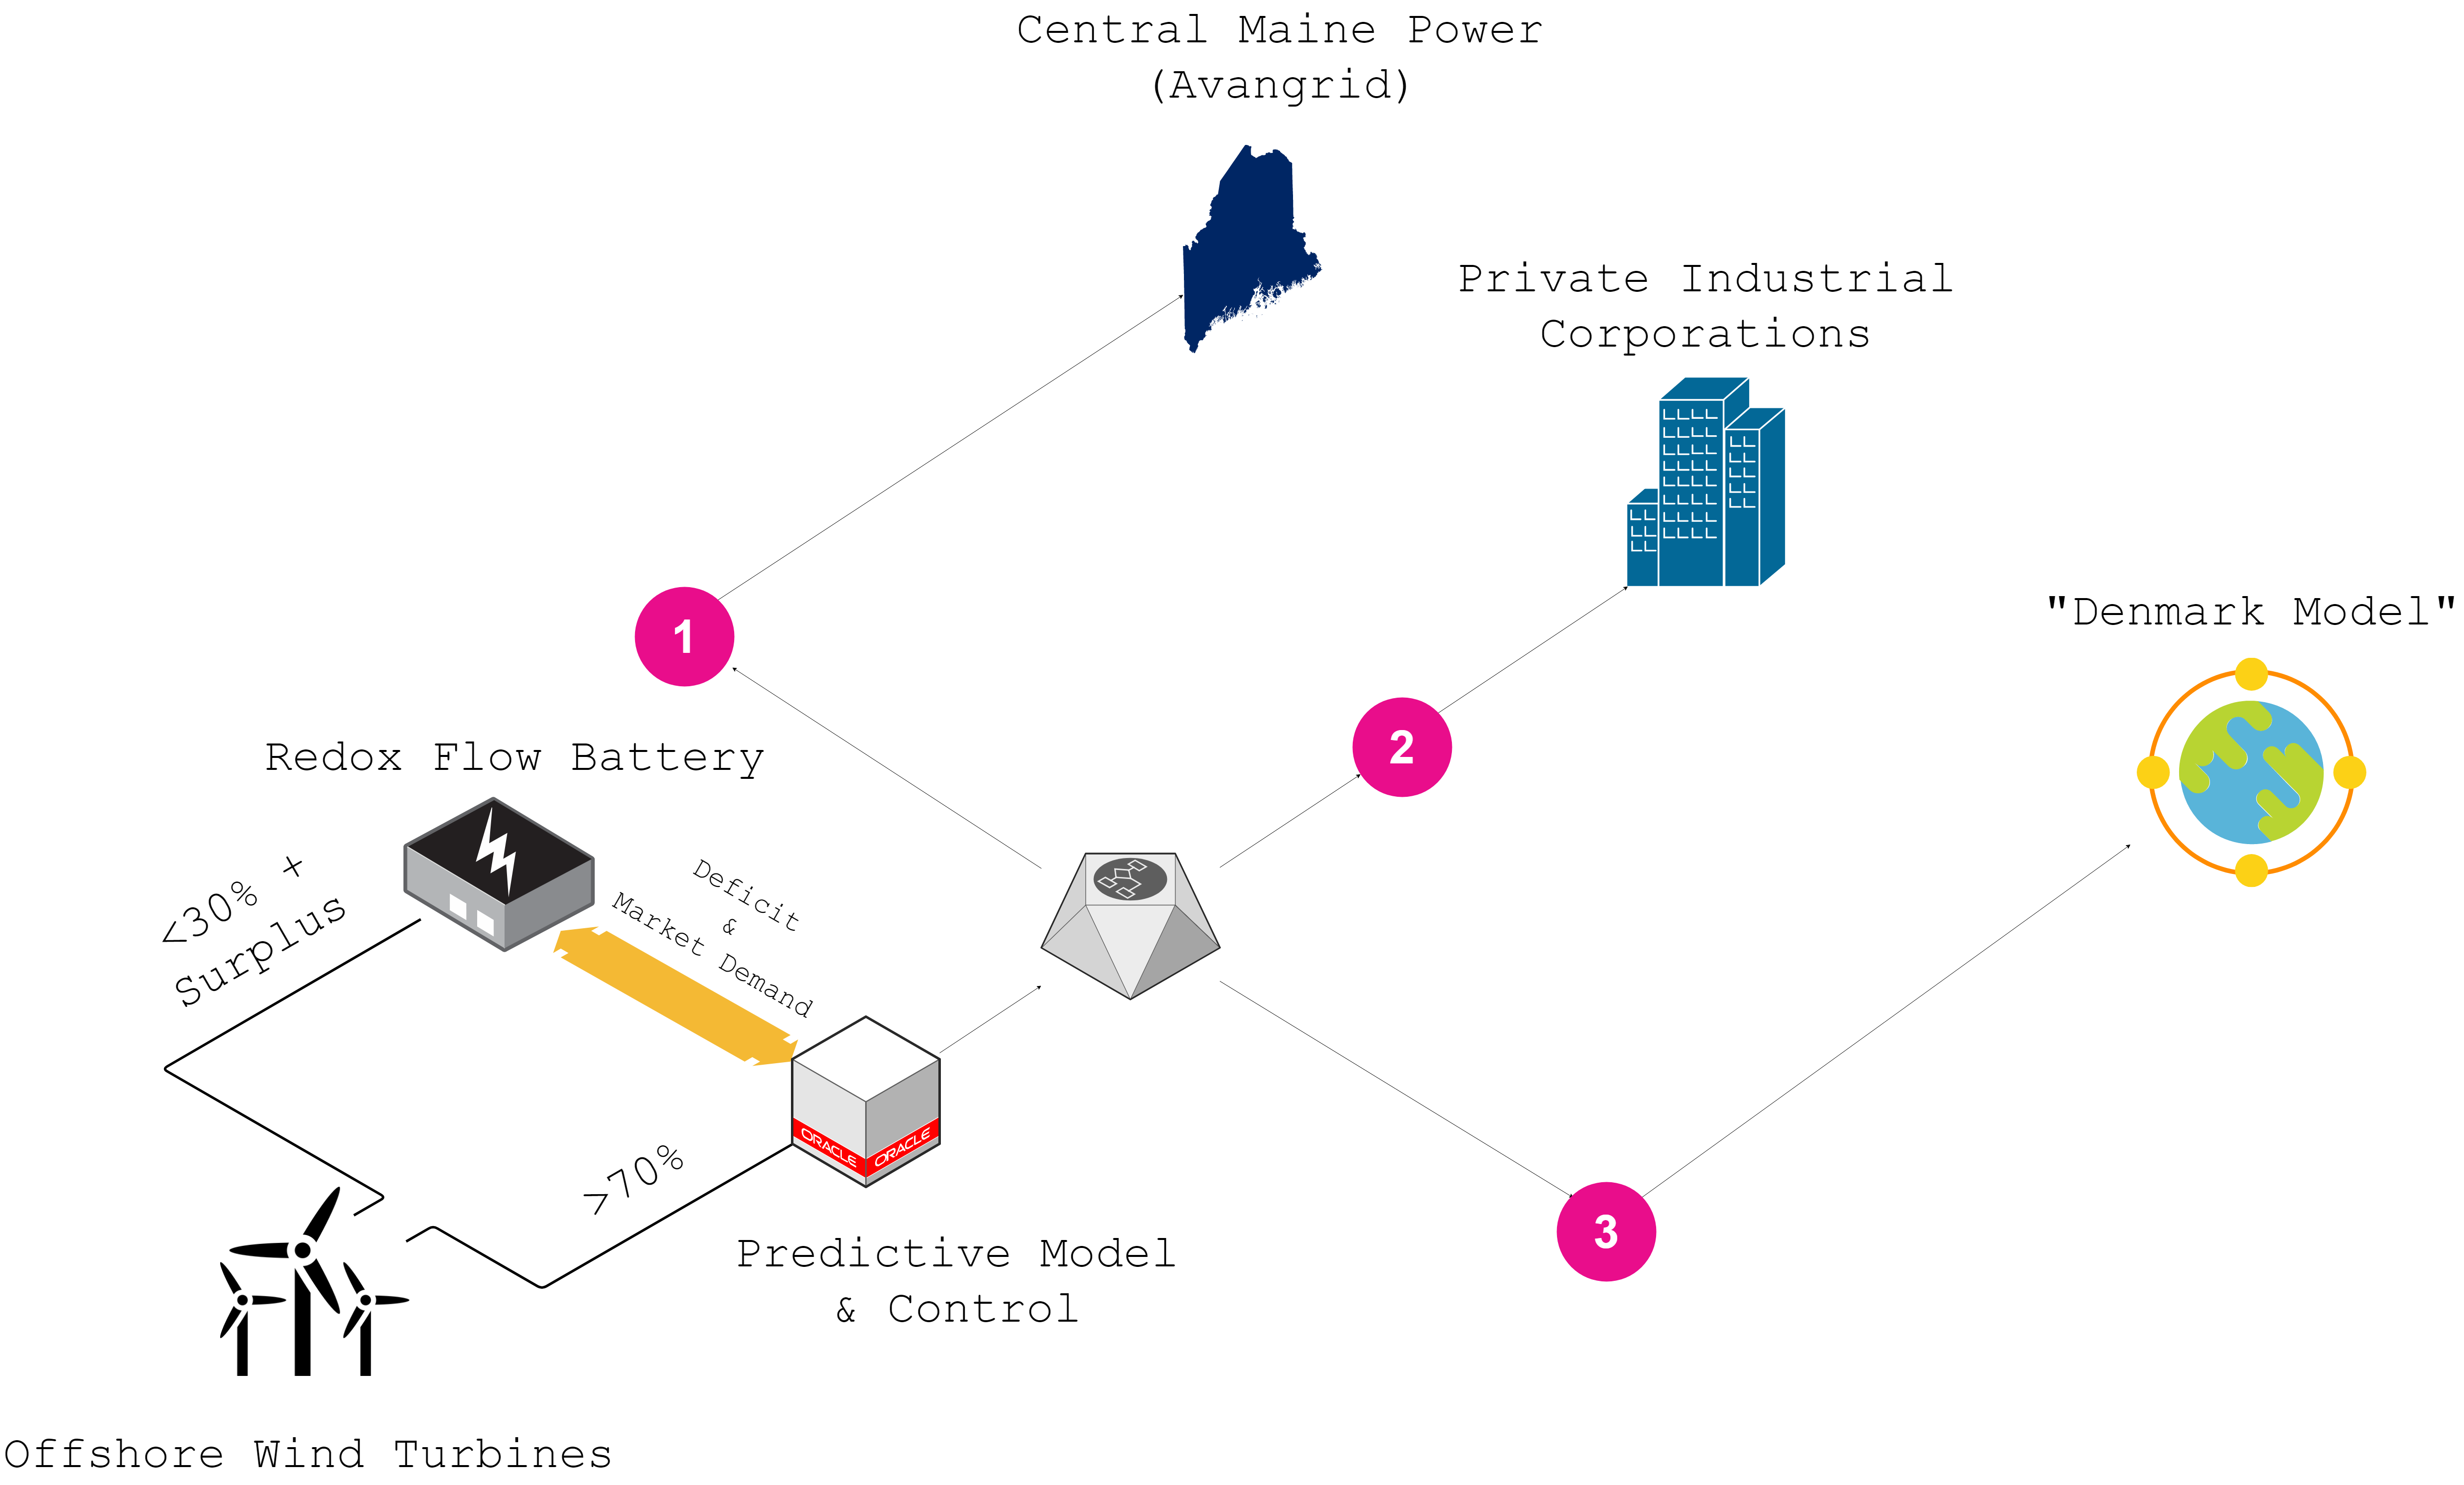 Central Maine Power
(Avangrid)
Private Industrial
Corporations
"Denmark Model"
1
2
Redox Flow Battery
<30% +
Surplus
Deficit
&
Market Demand
ORACLE
ORACLE
>70%
3
Predictive Model
& Control
Offshore Wind Turbines